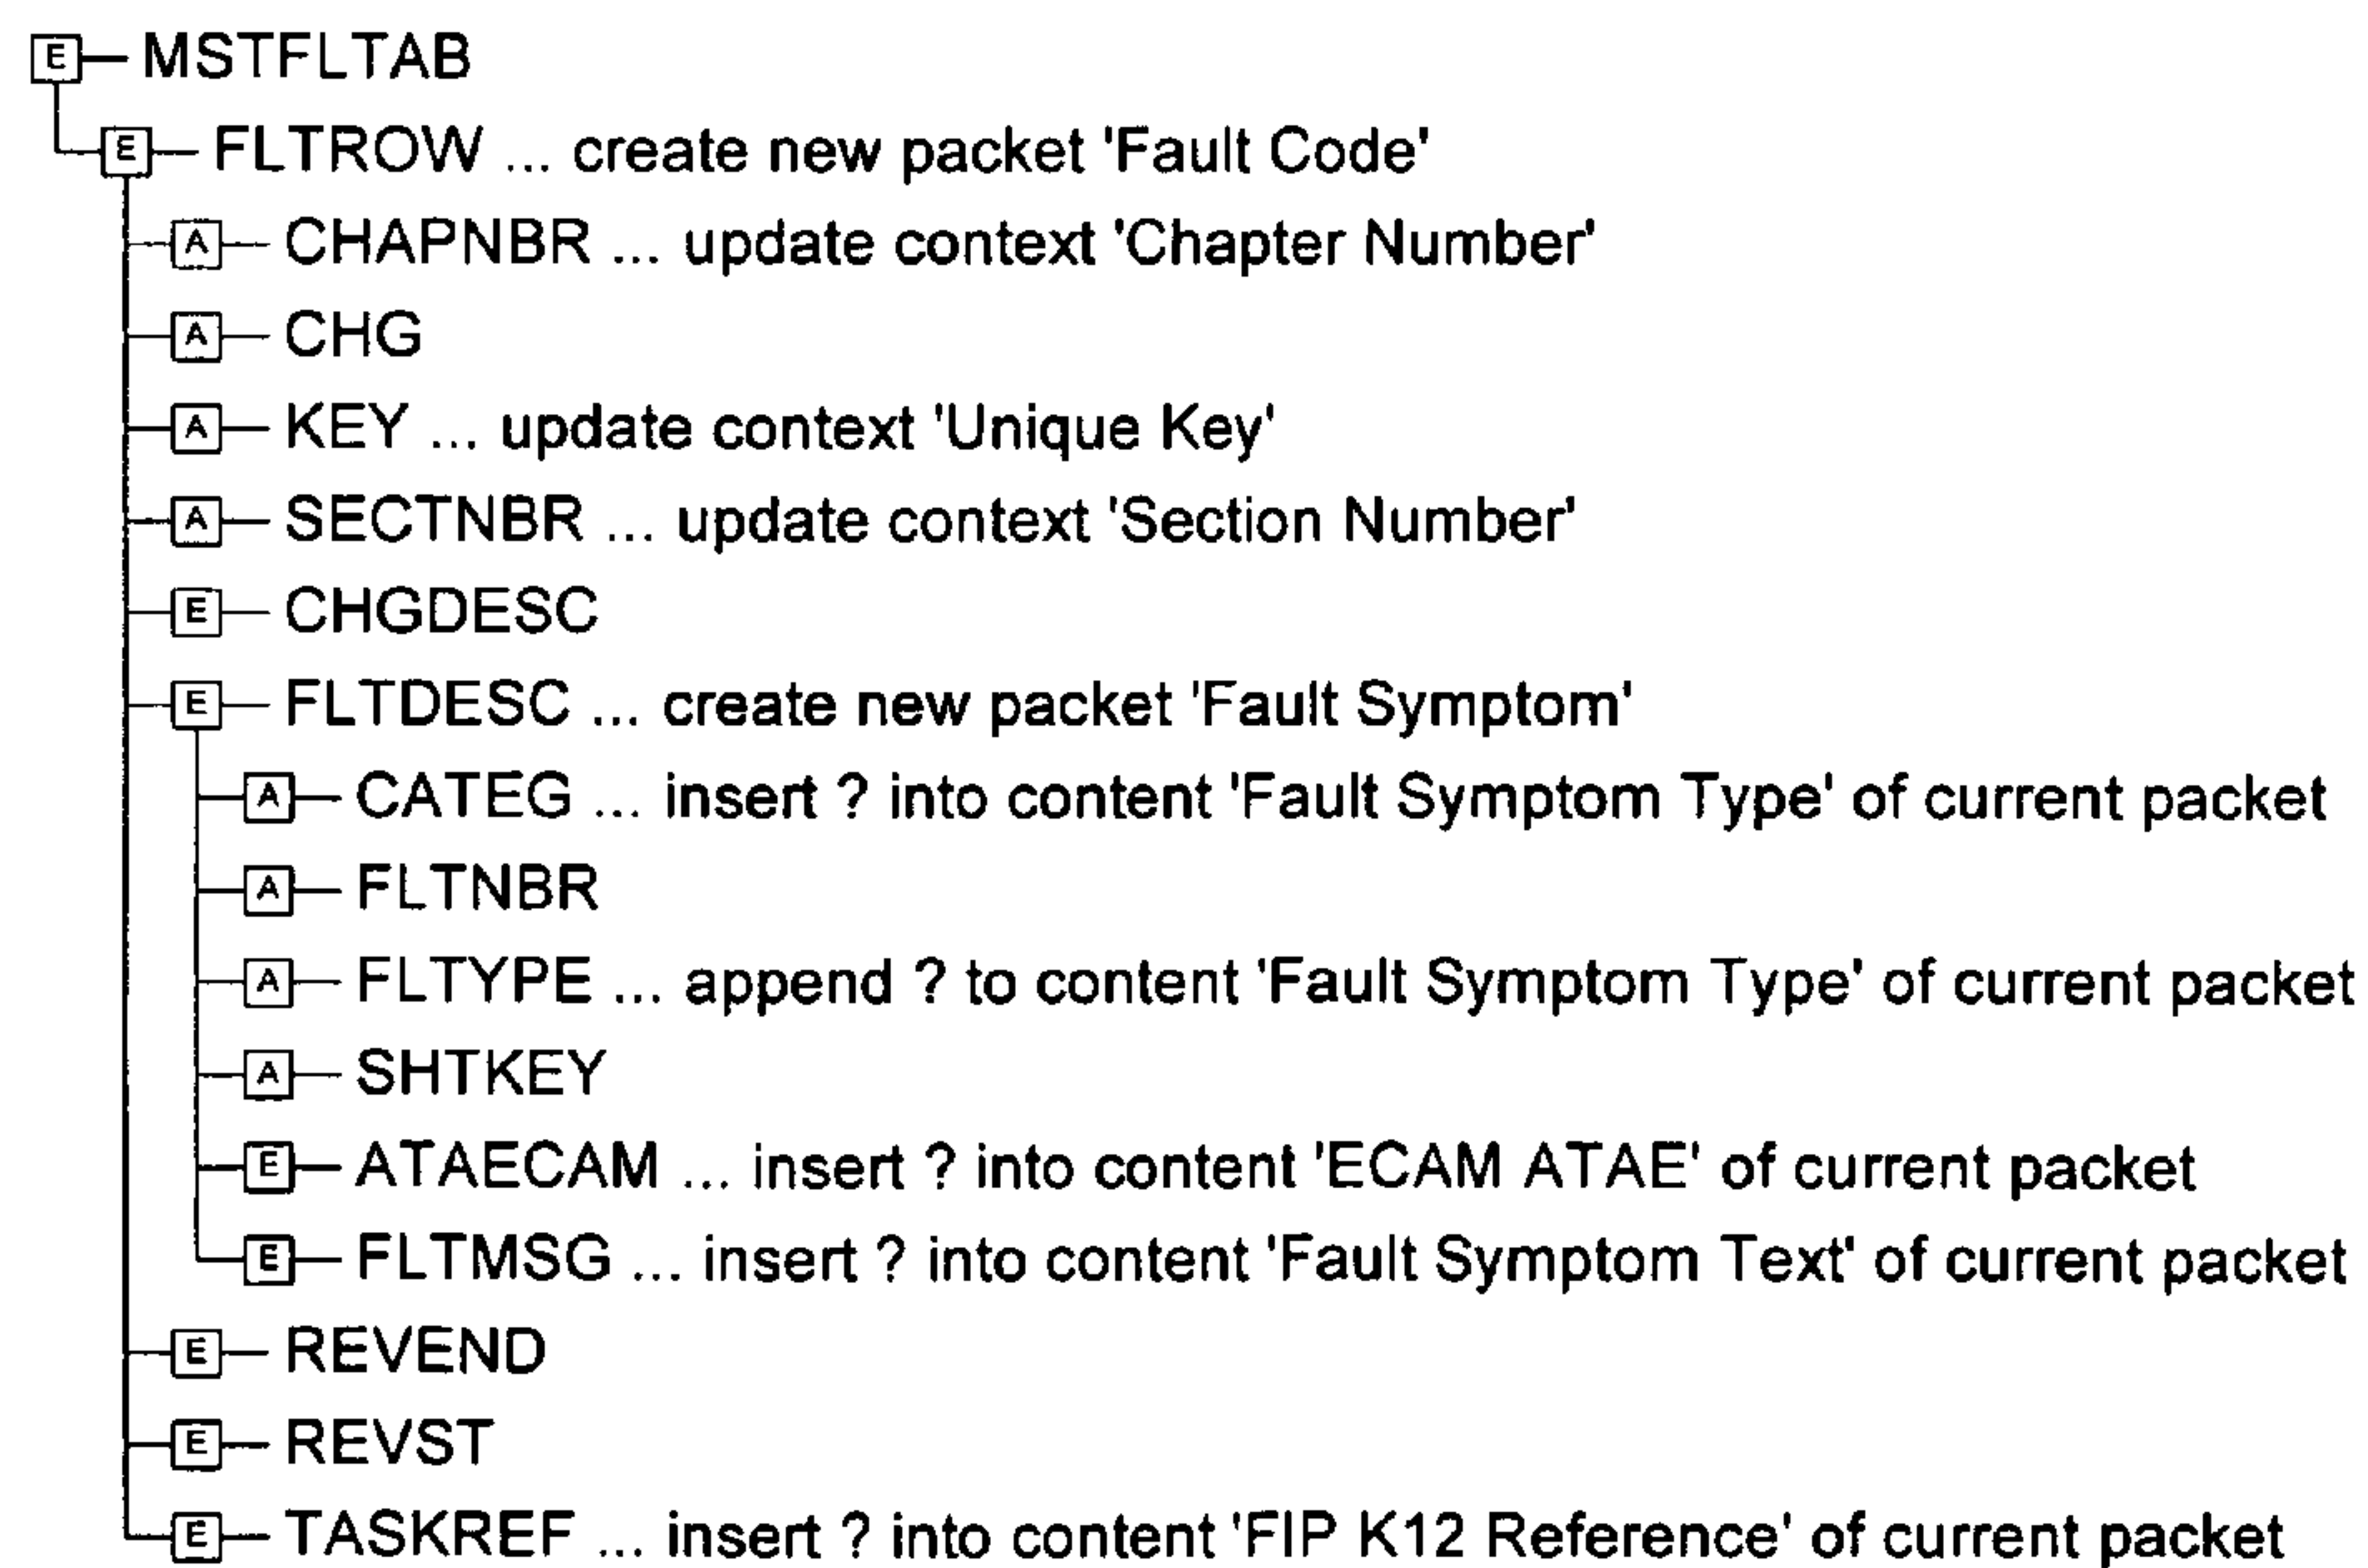 E MSTFLTAB
E FLTROW ... create new packet 'Fault Code'
A CHAPNBR ... update context 'Chapter Number'
A CHG
A KEY ... update context 'Unique Key'
A SECTNBR ... update context 'Section Number'
E CHGDESC
E FLTDESC ... create new packet 'Fault Symptom'
A CATEG ... insert ? into content 'Fault Symptom Type' of current packet
A FLTNBR
A FLTYPE ... append ? to content 'Fault Symptom Type' of current packet
A SHTKEY
E ATAECAM ... insert ? into content 'ECAM ATAE' of current packet
E FLTMSG ... insert ? into content 'Fault Symptom Text' of current packet
E REVEND
E REVST
E TASKREF ... insert ? into content 'FIP K12 Reference' of current packet